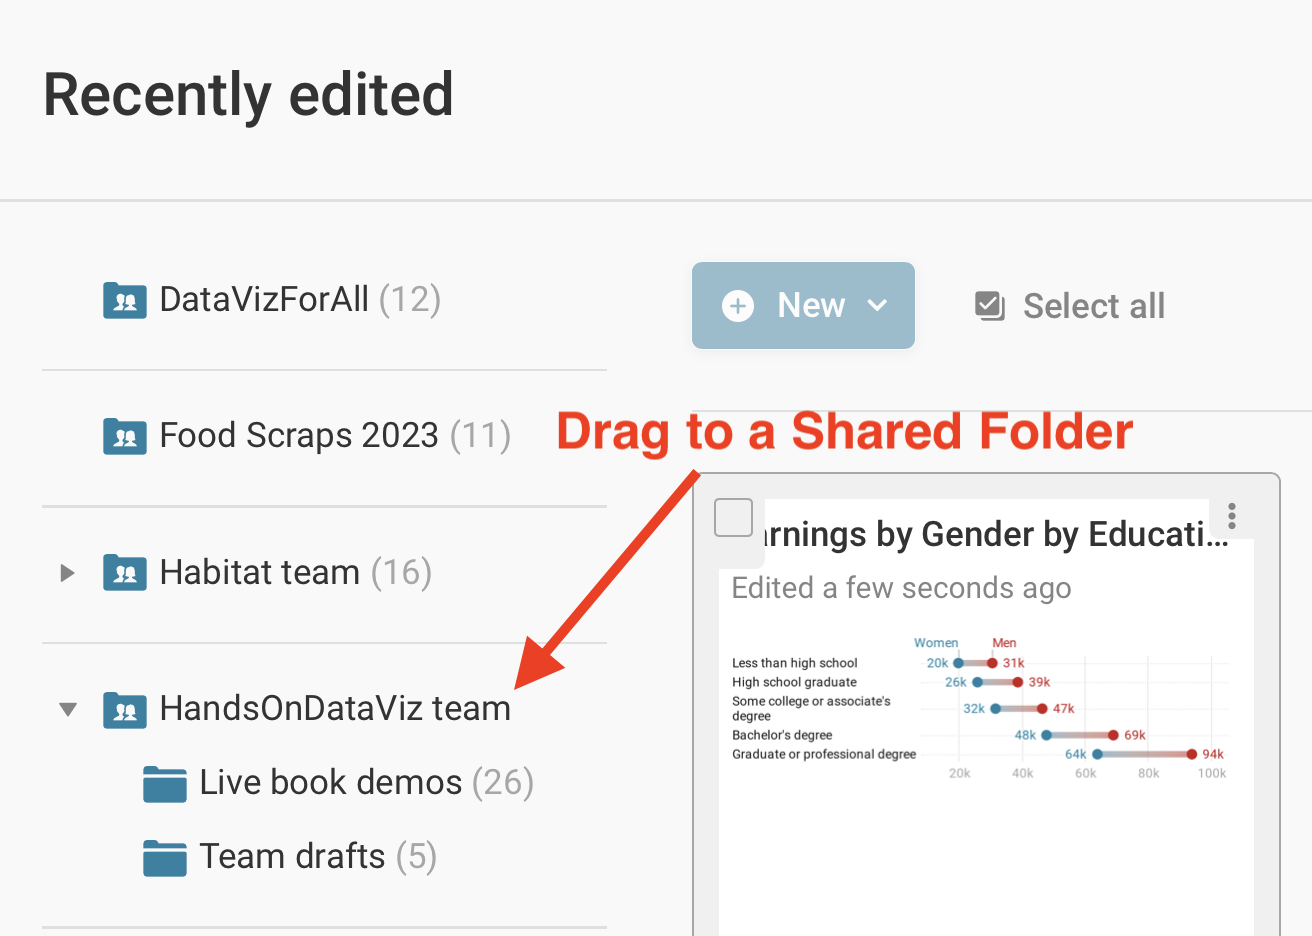 Recently edited
DataVizForAll (12)
New
Select all
Food Scraps 2023 (11)
Drag to a Shared Folder
Habitat team (16)
HandsOnDataViz team
Live book demos (26)
Team drafts (5)
arnings by Gender by Educati...
Edited a few seconds ago
Women Men
Less than high school 20k 31k
High school graduate 26k 39k
Some college or associate's
degree 32k 47k
Bachelor's degree 48k 69k
Graduate or professional degree 64k 94k
20k 40k 60k 80k 100k